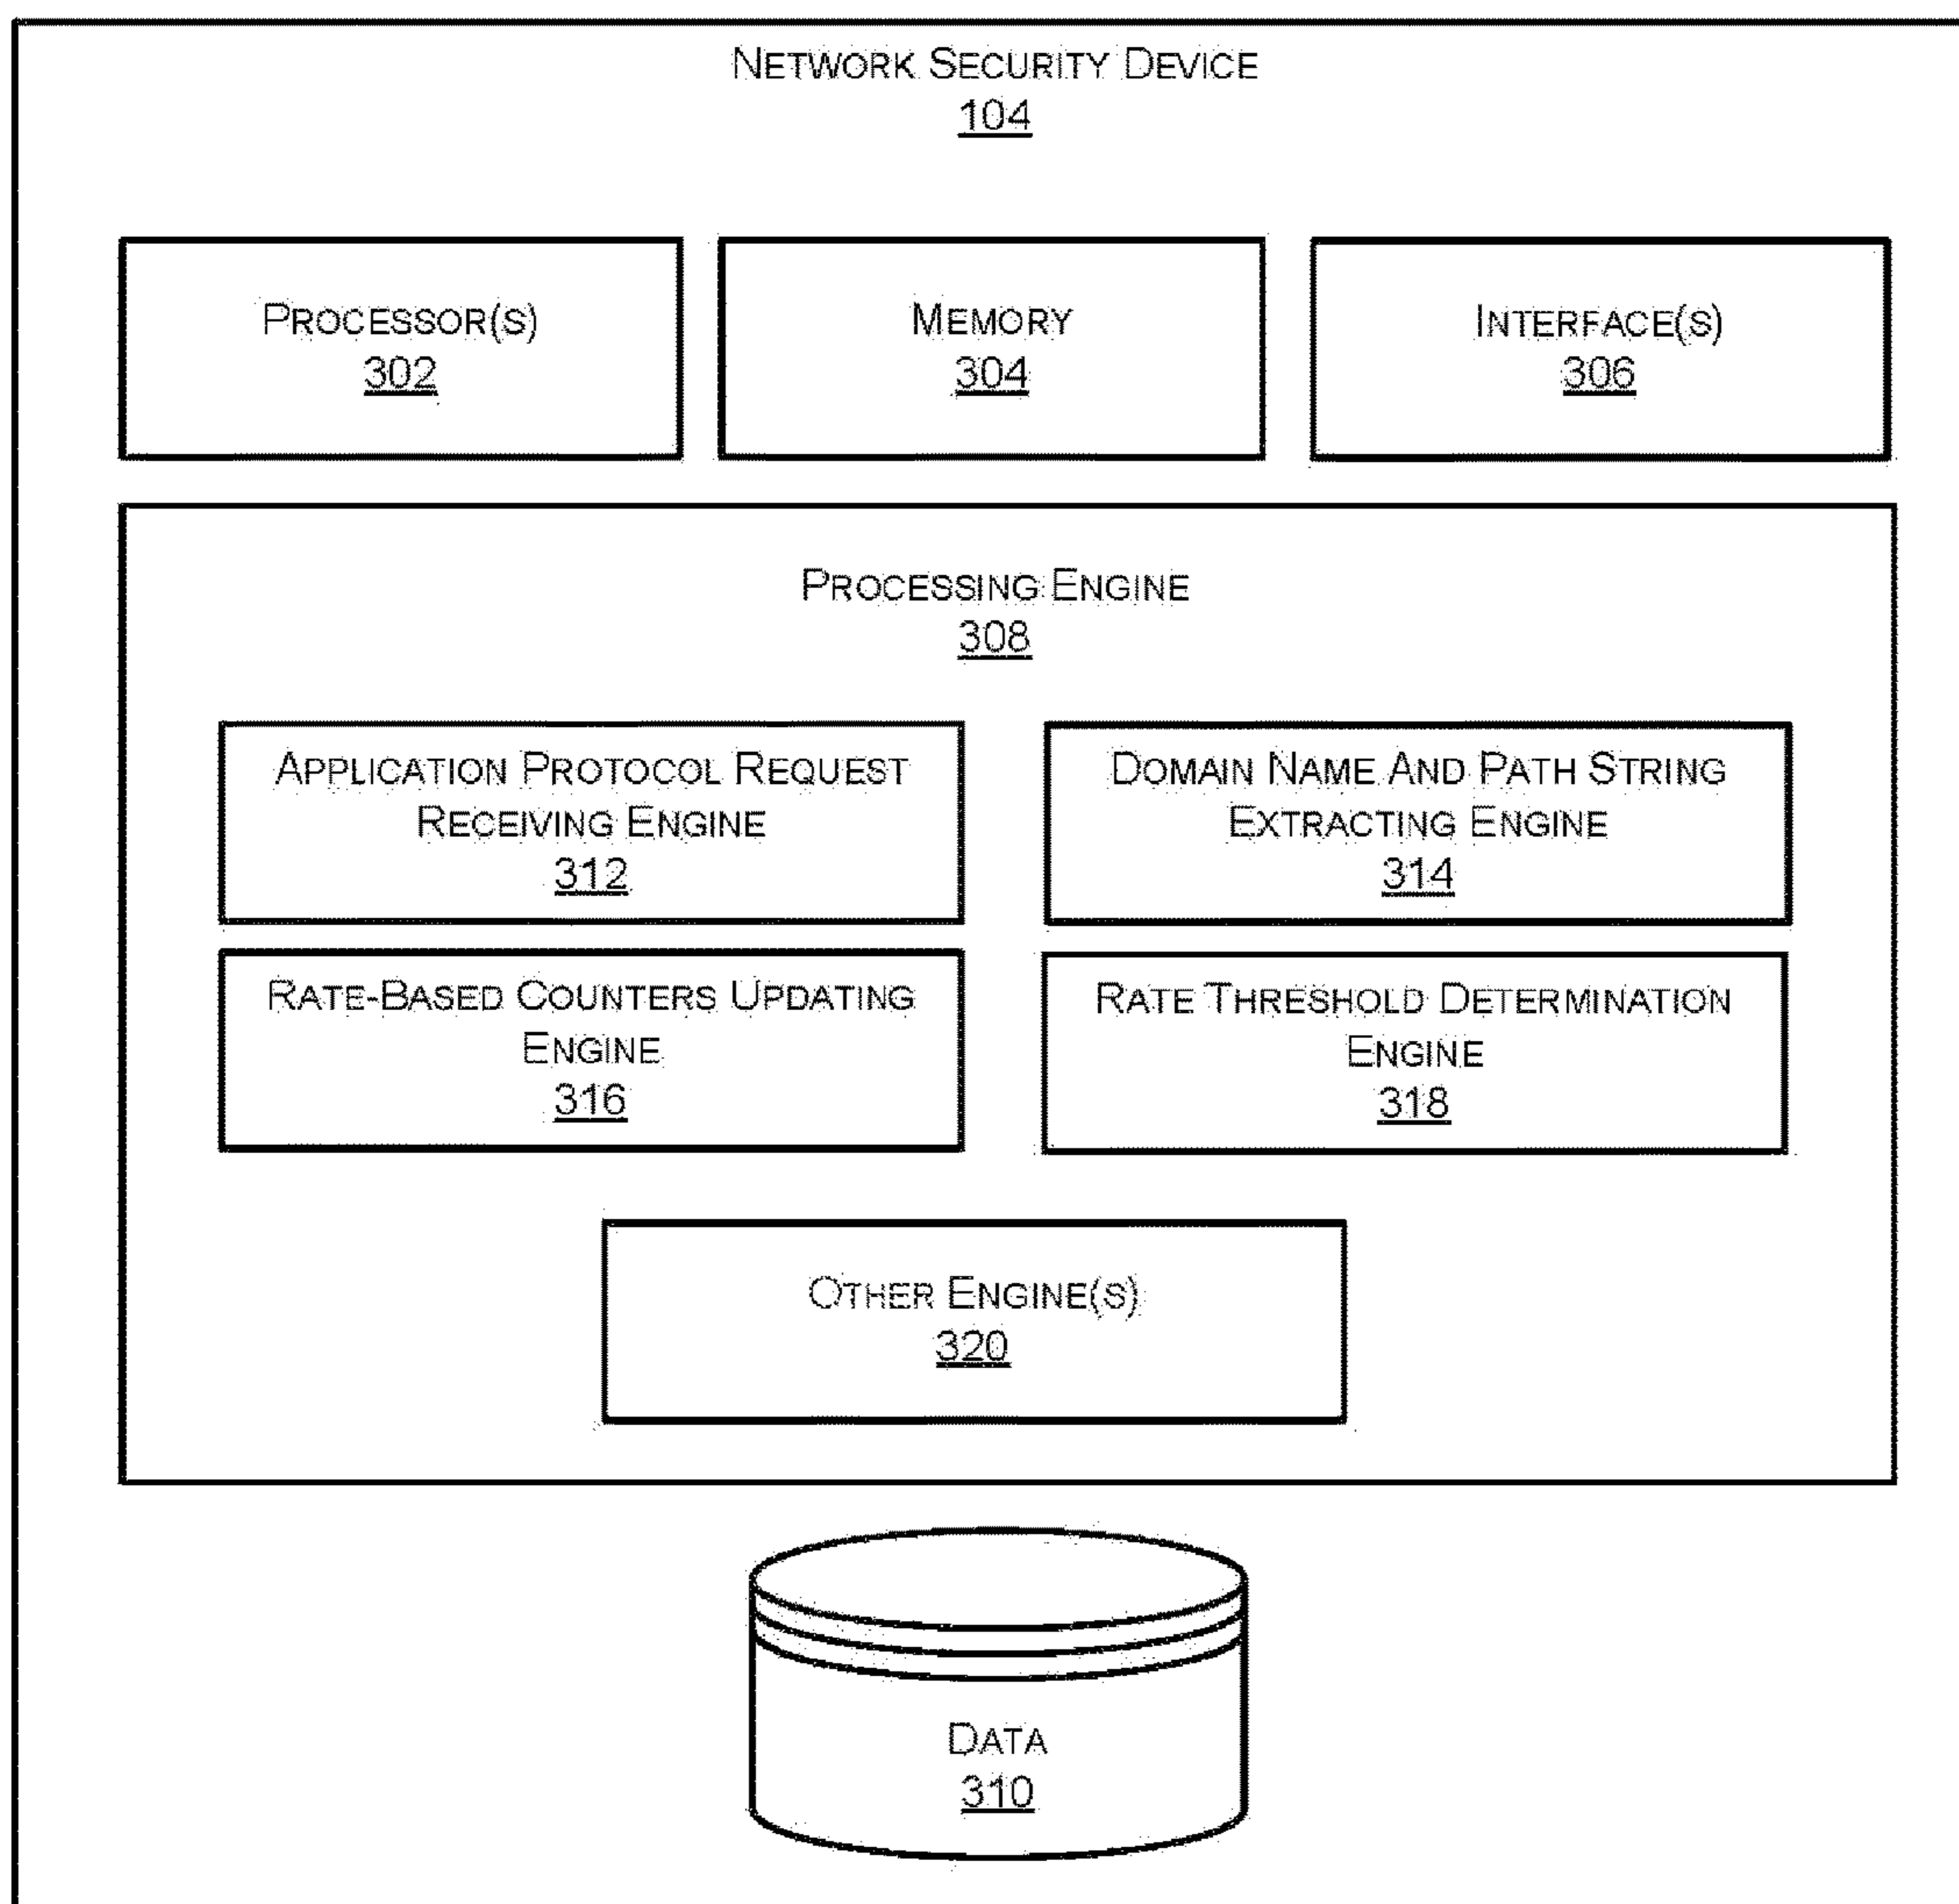 NETWORK SECURITY DEVICE
104
PROCESSOR(S)
302
MEMORY
304
INTERFACE(S)
306
PROCESSING ENGINE
308
APPLICATION PROTOCOL REQUEST
RECEIVING ENGINE
312
DOMAIN NAME AND PATH STRING
EXTRACTING ENGINE
314
RATE-BASED COUNTERS UPDATING
ENGINE
316
RATE THRESHOLD DETERMINATION
ENGINE
318
OTHER ENGINE(S)
320
DATA
310